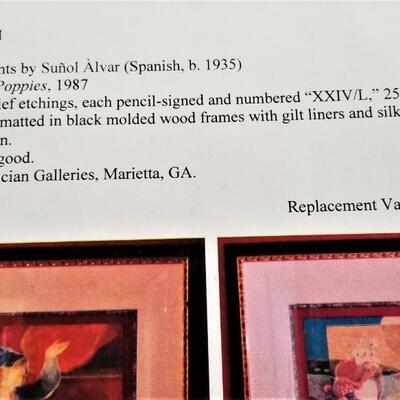 nts by Suñol Àlvar (Spanish, b. 1935)
Poppies, 1987
ief etchings, each pencil-signed and numbered “XXIV/L,” 25
matted in black molded wood frames with gilt liners and silk
n.
good.
cian Galleries, Marietta, GA.
Replacement Va